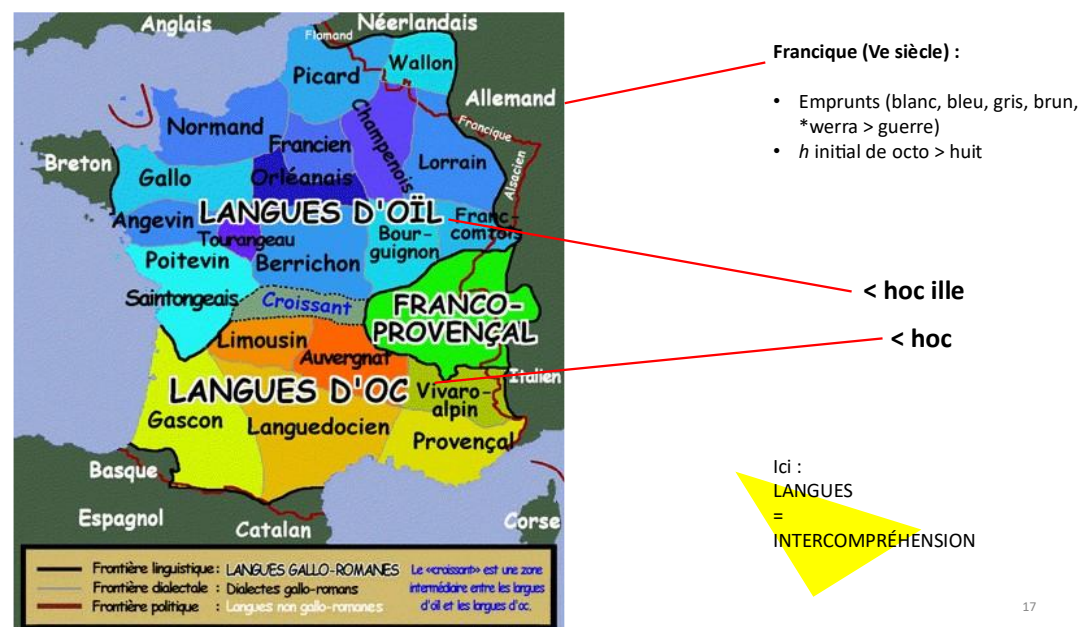 Anglais
Néerlandais
Flamand
Picard
Wallon
Allemand
Normand
Champenois
Francique
Francien
Lorrain
Breton
Gallo
Orléanais
Alsacien
Angevin
LANGUES D'OÏL
Franc-
comtois
Tourangeau
Bour-
guignon
Poitevin
Berrichon
Saintongeais
Croissant
FRANCO-
PROVENÇAL
Limousin
Auvergnat
Italien
LANGUES D'OC
Vivaro-
alpin
Gascon
Languedocien
Provençal
Basque
Espagnol
Catalan
Corse
Frontière linguistique : LANGUES GALLO-ROMANES
Frontière dialectale : Dialectes gallo-romans
Frontière politique : Langues non gallo-romanes
Le «croissant» est une zone
intermédiaire entre les langues
d'oïl et les langues d'oc.
Francique (Ve siècle) :
• Emprunts (blanc, bleu, gris, brun,
*werra > guerre)
• h initial de octo > huit
< hoc ille
< hoc
Ici :
LANGUES
=
INTERCOMPRÉHENSION
17